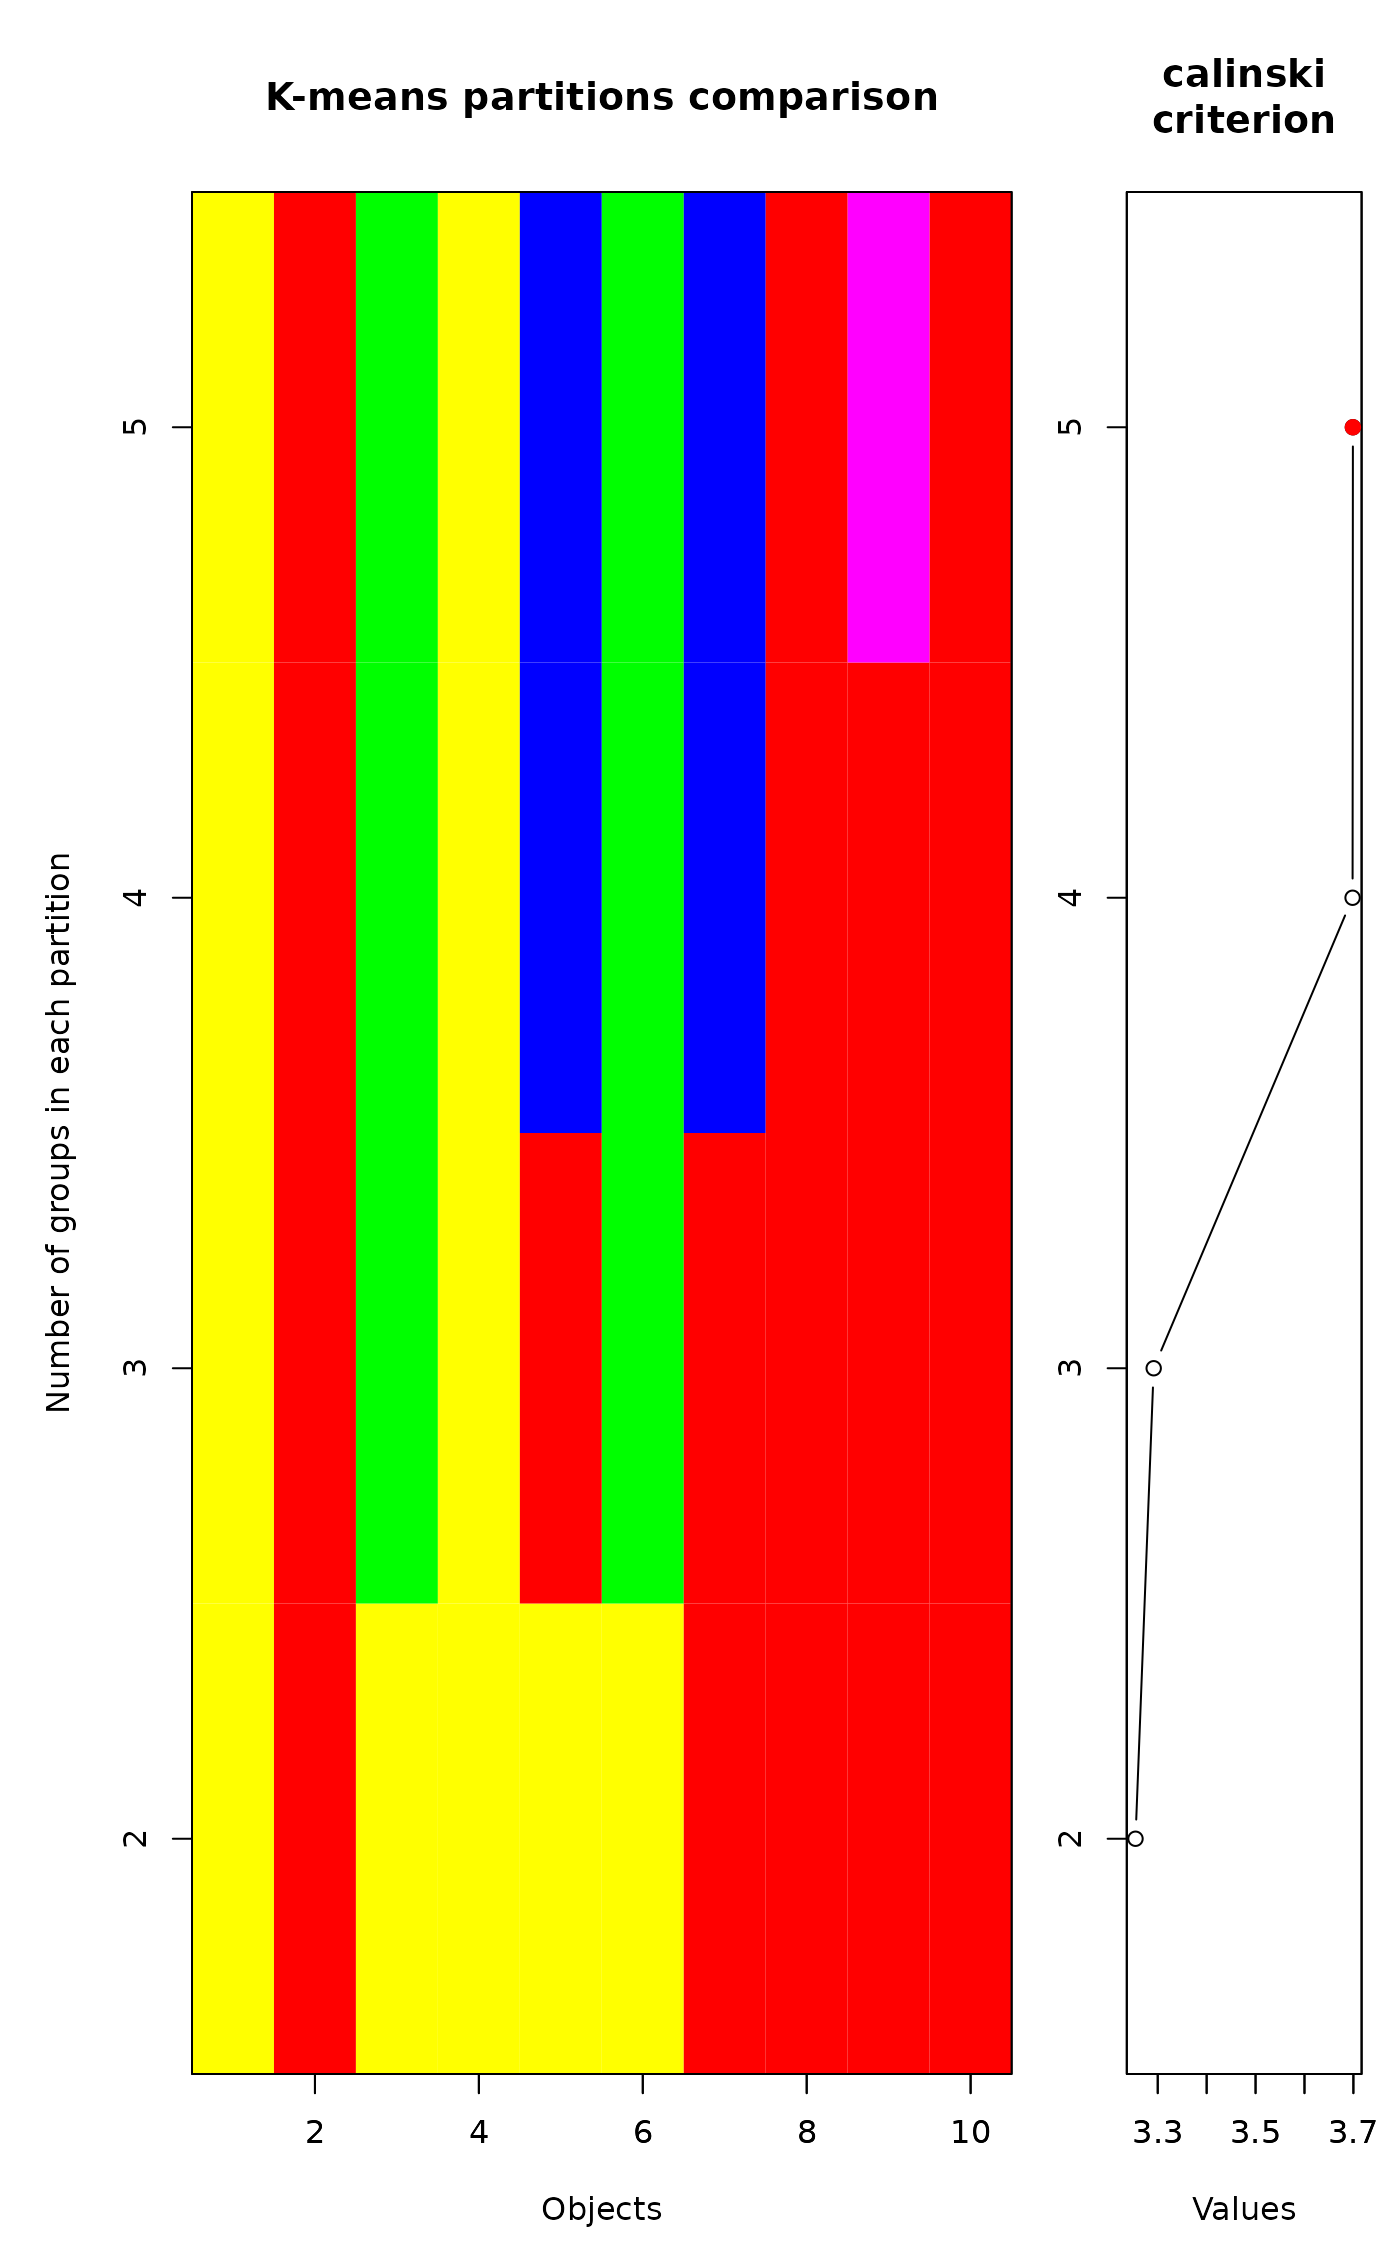 K-means partitions comparison
calinski
criterion
Number of groups in each partition
5
4
3
2
2 4 6 8 10
Objects
5
4
3
2
3.3 3.5 3.7
Values